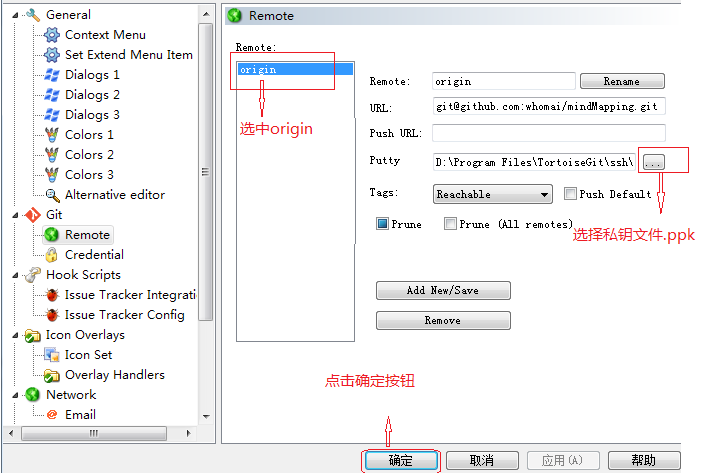 General
Context Menu
Set Extend Menu Item
Dialogs 1
Dialogs 2
Dialogs 3
Colors 1
Colors 2
Colors 3
Alternative editor
Git
Remote
Credential
Hook Scripts
Issue Tracker Integrati
Issue Tracker Config
Icon Overlays
Icon Set
Overlay Handlers
Network
Email
Remote
Remote:
origin
选中origin
Remote: origin Rename
URL: git@github.com:whomai/mindMapping.git
Push URL:
Putty D:\Program Files\TortoiseGit\ssh\ ...
Tags: Reachable Push Default
Prune Prune (All remotes)
选择私钥文件.ppk
Add New/Save
Remove
点击确定按钮
确定 取消 应用(A) 帮助